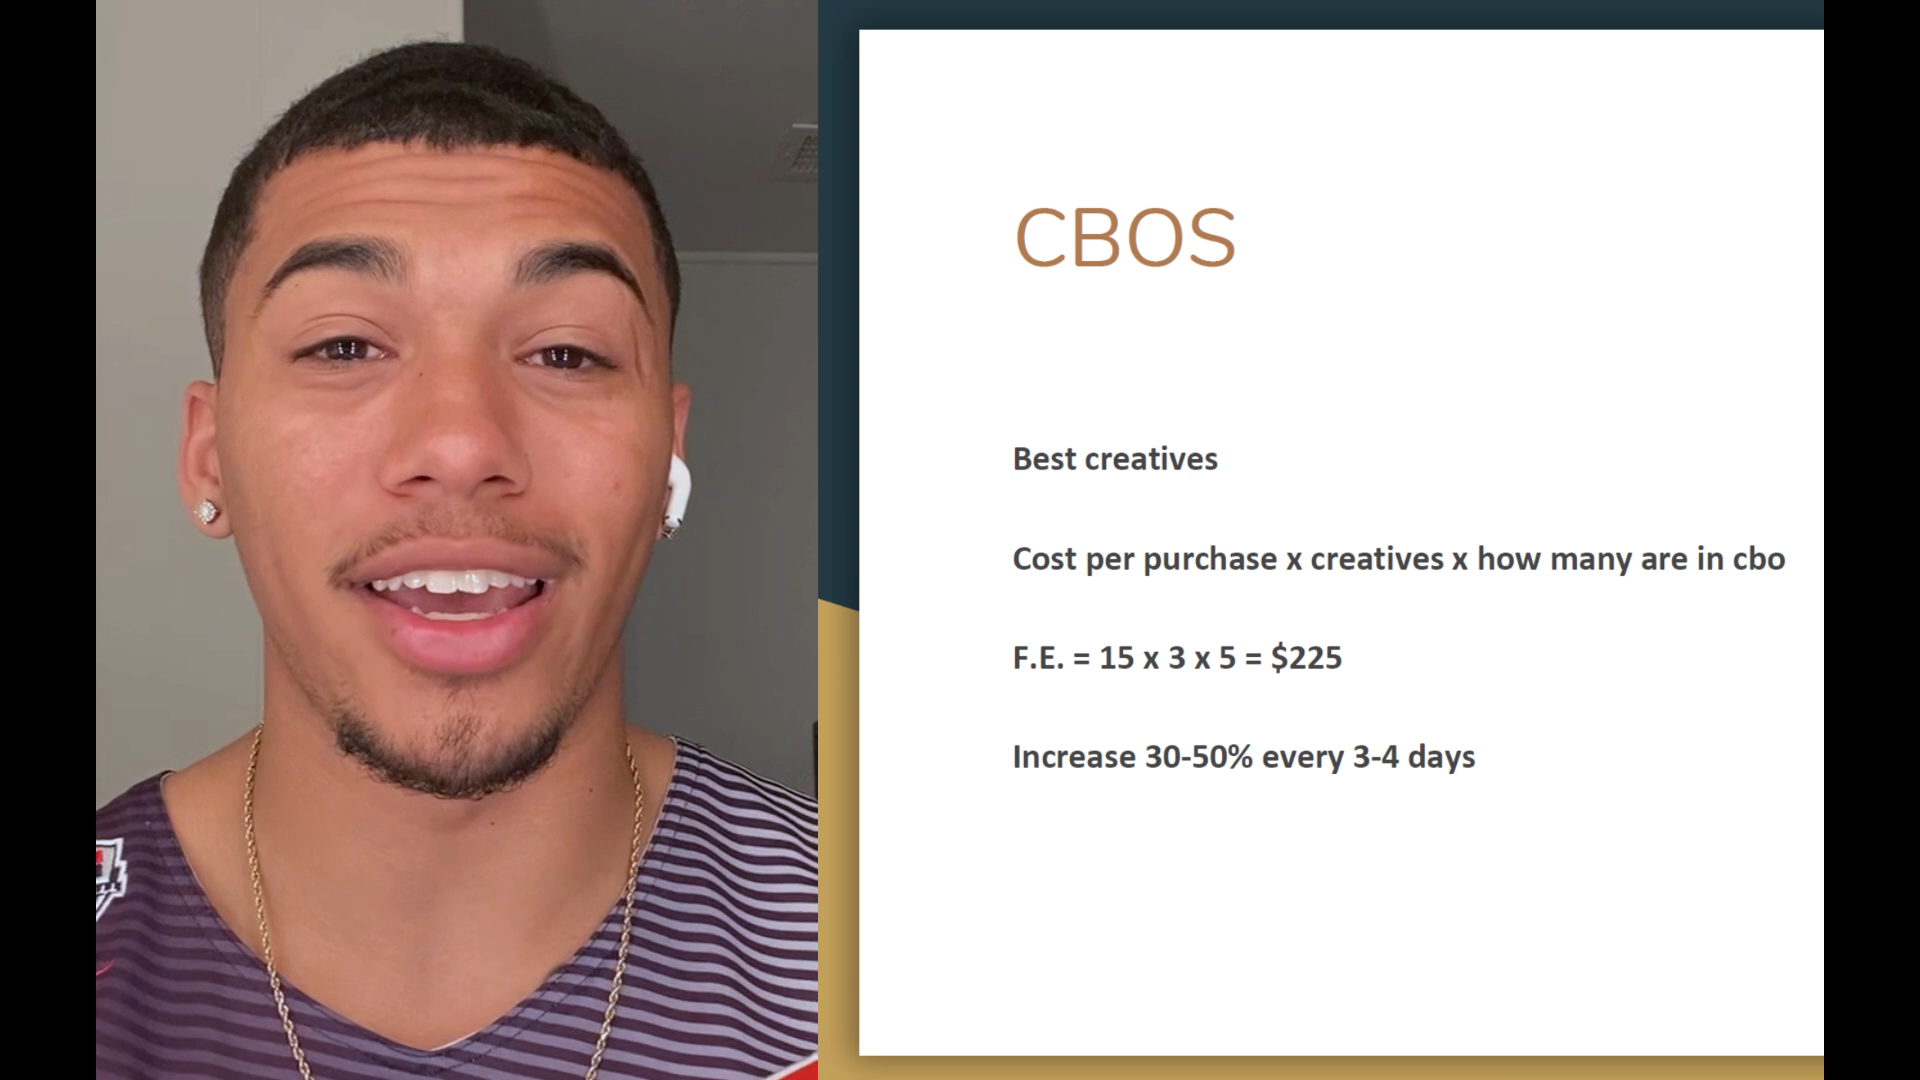 CBOS
Best creatives
Cost per purchase x creatives x how many are in cbo
F.E. = 15 x 3 x 5 = $225
Increase 30-50% every 3-4 days